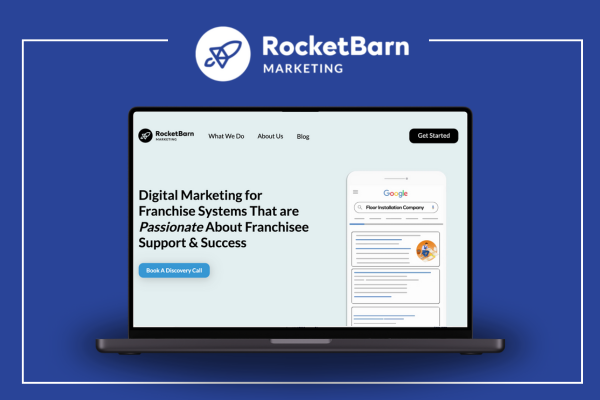 RocketBarn
MARKETING
RocketBarn
MARKETING
What We Do
About Us
Blog
Get Started
Digital Marketing for
Franchise Systems That are
Passionate About Franchisee
Support & Success
Book A Discovery Call
Google
Floor Installation Company